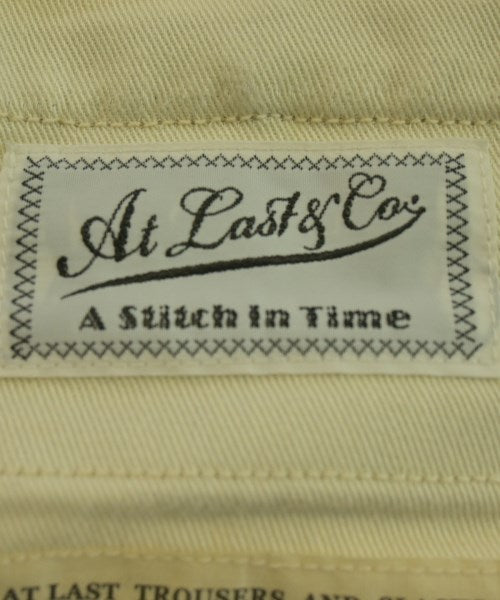 At Last & Co.
A Stitch In Time
AT LAST TROUSERS AND